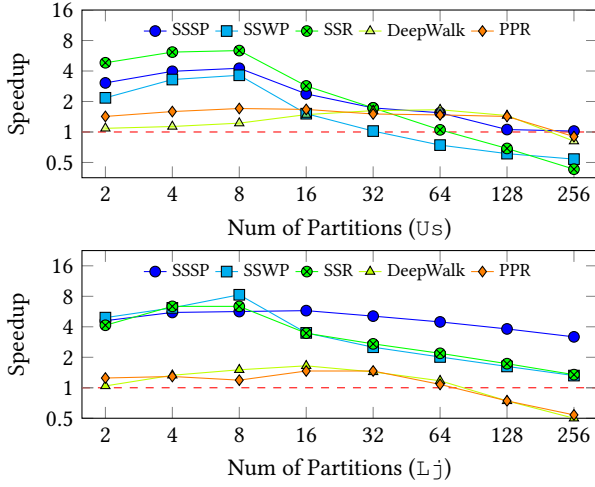 16
8
4
2
1
0.5
Speedup
SSSP SSWP SSR DeepWalk PPR
2 4 8 16 32 64 128 256
Num of Partitions (Us)
16
8
4
2
1
0.5
Speedup
SSSP SSWP SSR DeepWalk PPR
2 4 8 16 32 64 128 256
Num of Partitions (Lj)